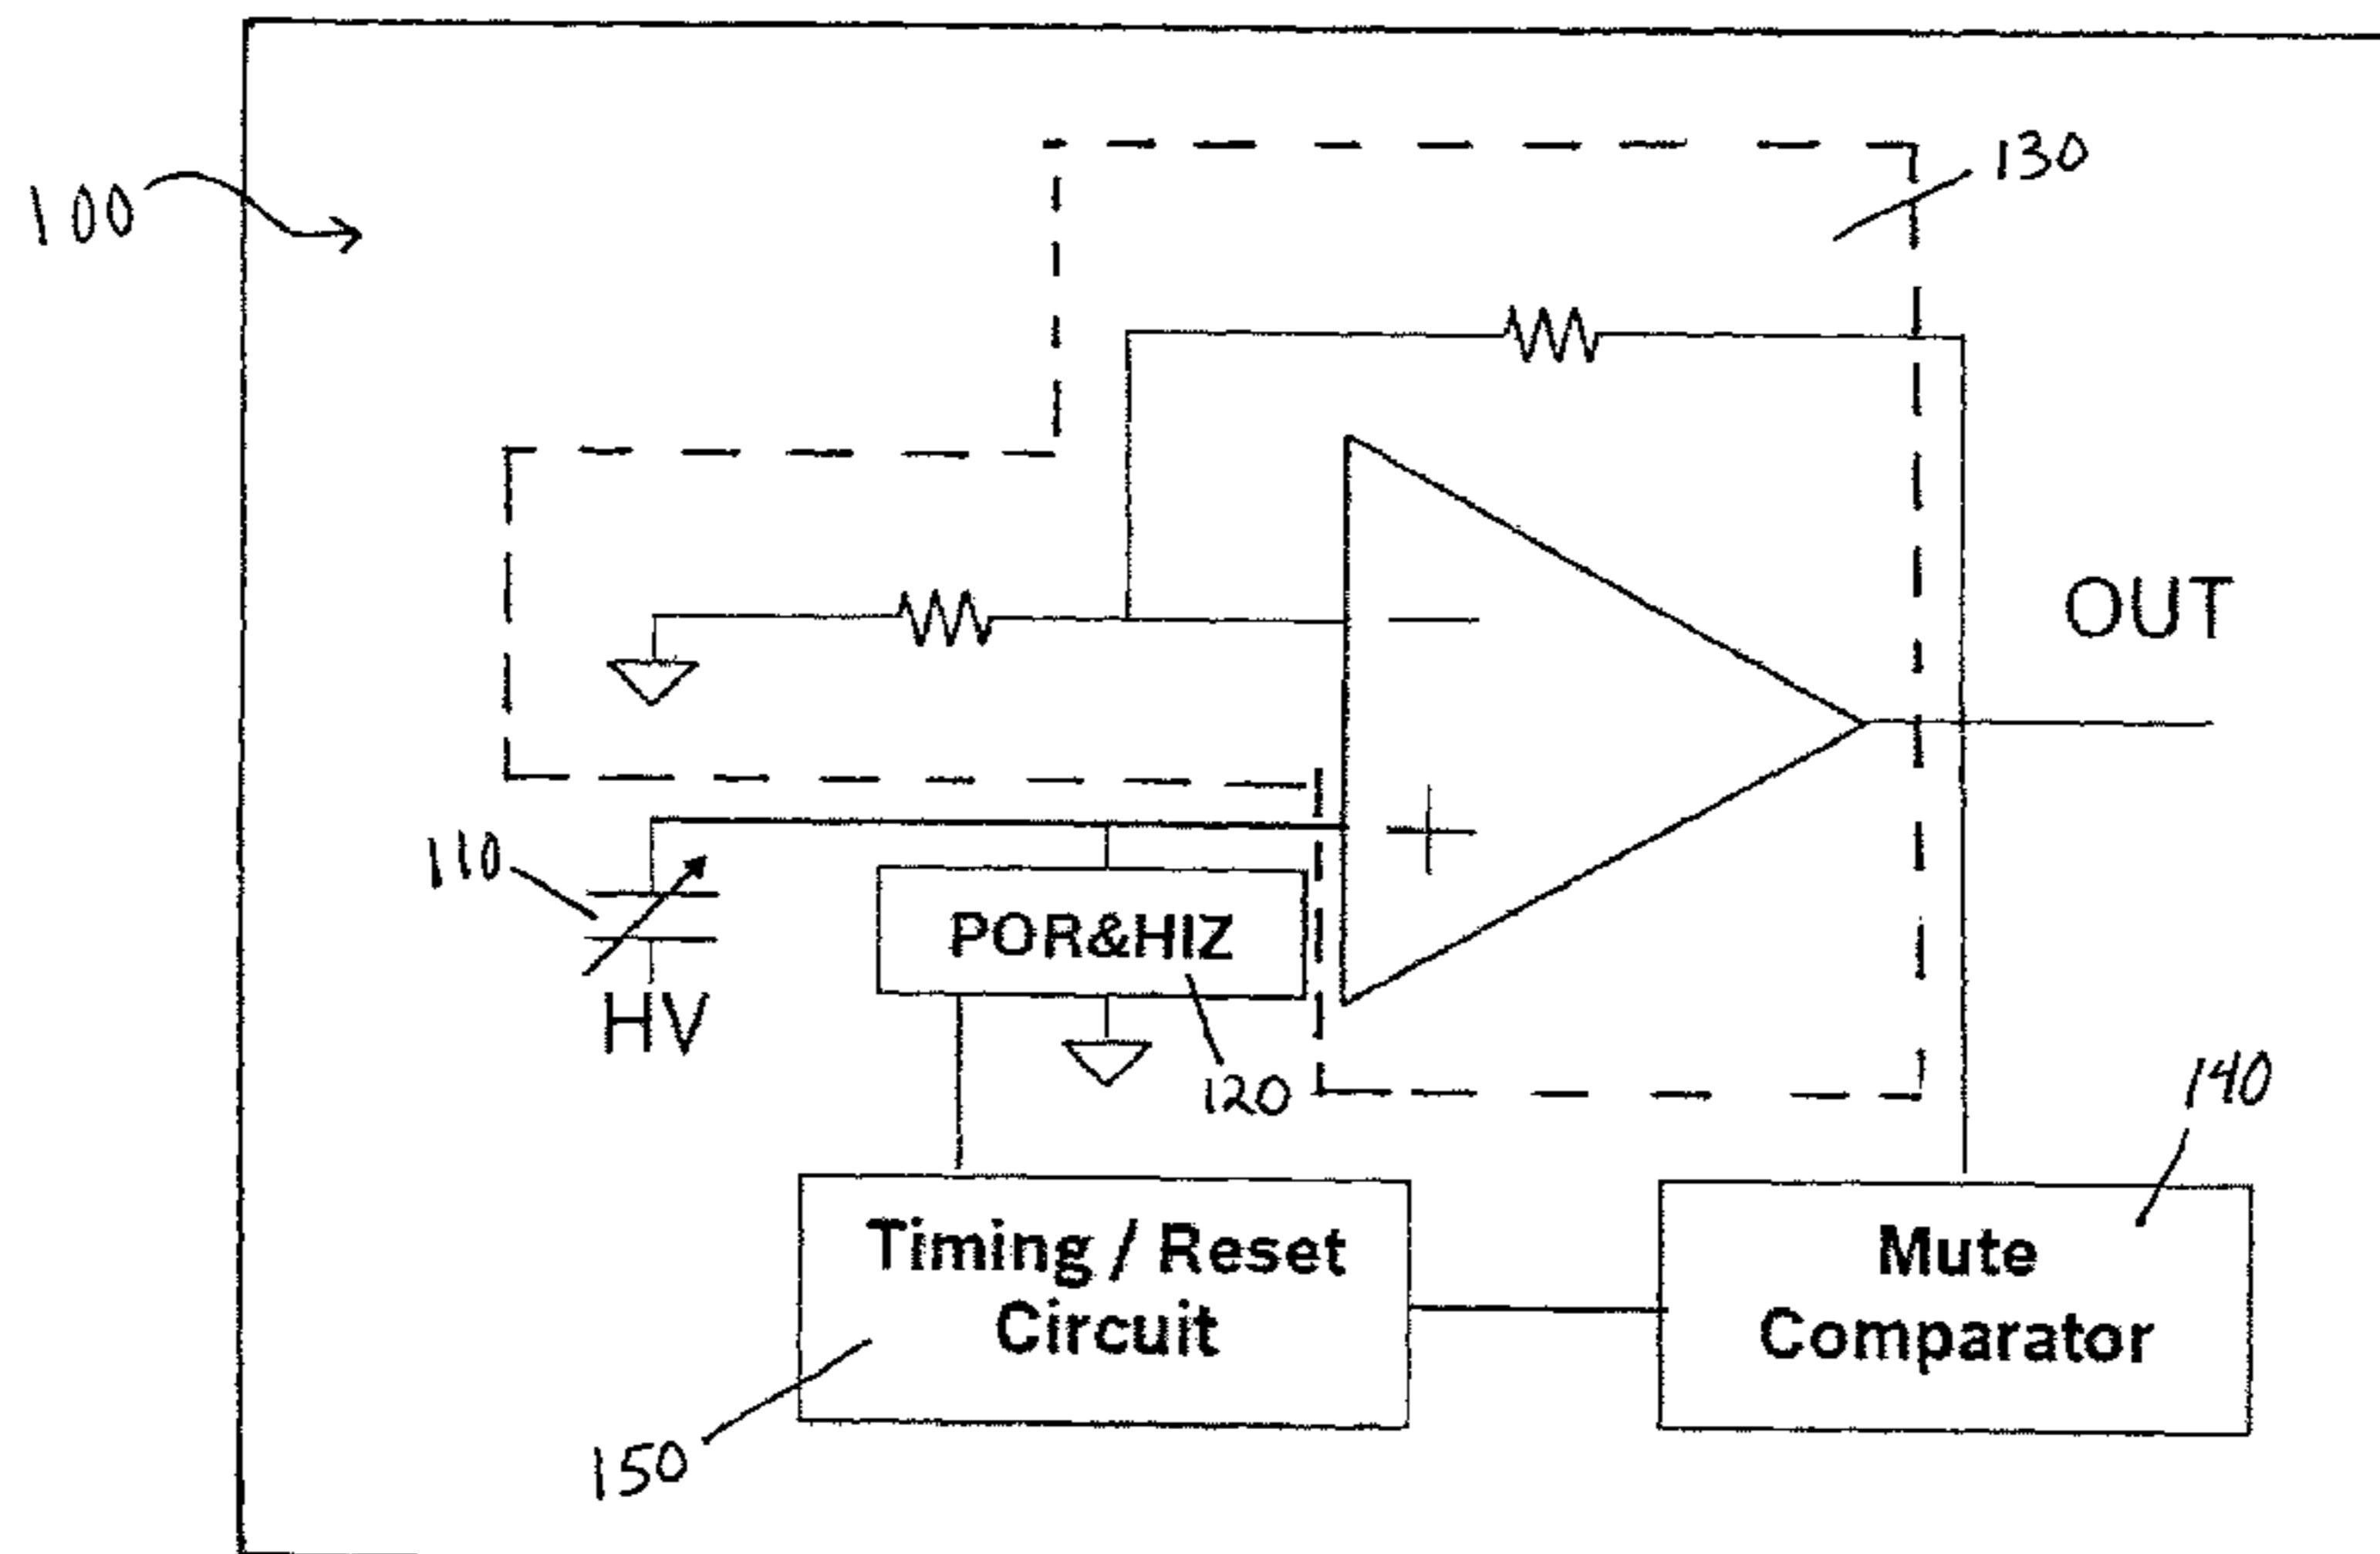 130
100
OUT
−
+
110
POR&HIZ
HV
120
140
Timing / Reset
Circuit
Mute
Comparator
150